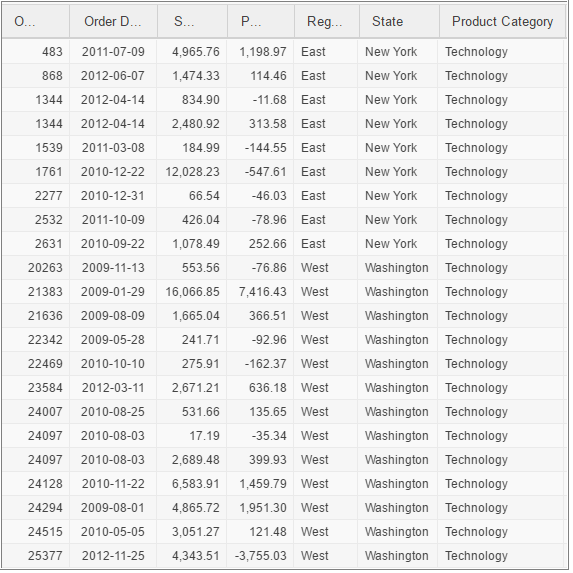 O... Order D... S... P... Reg... State Product Category
483 2011-07-09 4,965.76 1,198.97 East New York Technology
868 2012-06-07 1,474.33 114.46 East New York Technology
1344 2012-04-14 834.90 -11.68 East New York Technology
1344 2012-04-14 2,480.92 313.58 East New York Technology
1539 2011-03-08 184.99 -144.55 East New York Technology
1761 2010-12-22 12,028.23 -547.61 East New York Technology
2277 2010-12-31 66.54 -46.03 East New York Technology
2532 2011-10-09 426.04 -78.96 East New York Technology
2631 2010-09-22 1,078.49 252.66 East New York Technology
20263 2009-11-13 553.56 -76.86 West Washington Technology
21383 2009-01-29 16,066.85 7,416.43 West Washington Technology
21636 2009-08-09 1,665.04 366.51 West Washington Technology
22342 2009-05-28 241.71 -92.96 West Washington Technology
22469 2010-10-10 275.91 -162.37 West Washington Technology
23584 2012-03-11 2,671.21 636.18 West Washington Technology
24007 2010-08-25 531.66 135.65 West Washington Technology
24097 2010-08-03 17.19 -35.34 West Washington Technology
24097 2010-08-03 2,689.48 399.93 West Washington Technology
24128 2010-11-22 6,583.91 1,459.79 West Washington Technology
24294 2009-08-01 4,865.72 1,951.30 West Washington Technology
24515 2010-05-05 3,051.27 121.48 West Washington Technology
25377 2012-11-25 4,343.51 -3,755.03 West Washington Technology